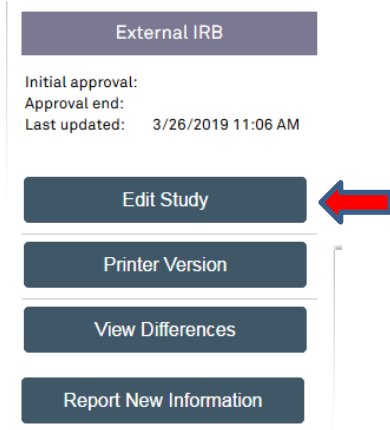 External IRB
Initial approval:
Approval end:
Last updated: 3/26/2019 11:06 AM
Edit Study
Printer Version
View Differences
Report New Information